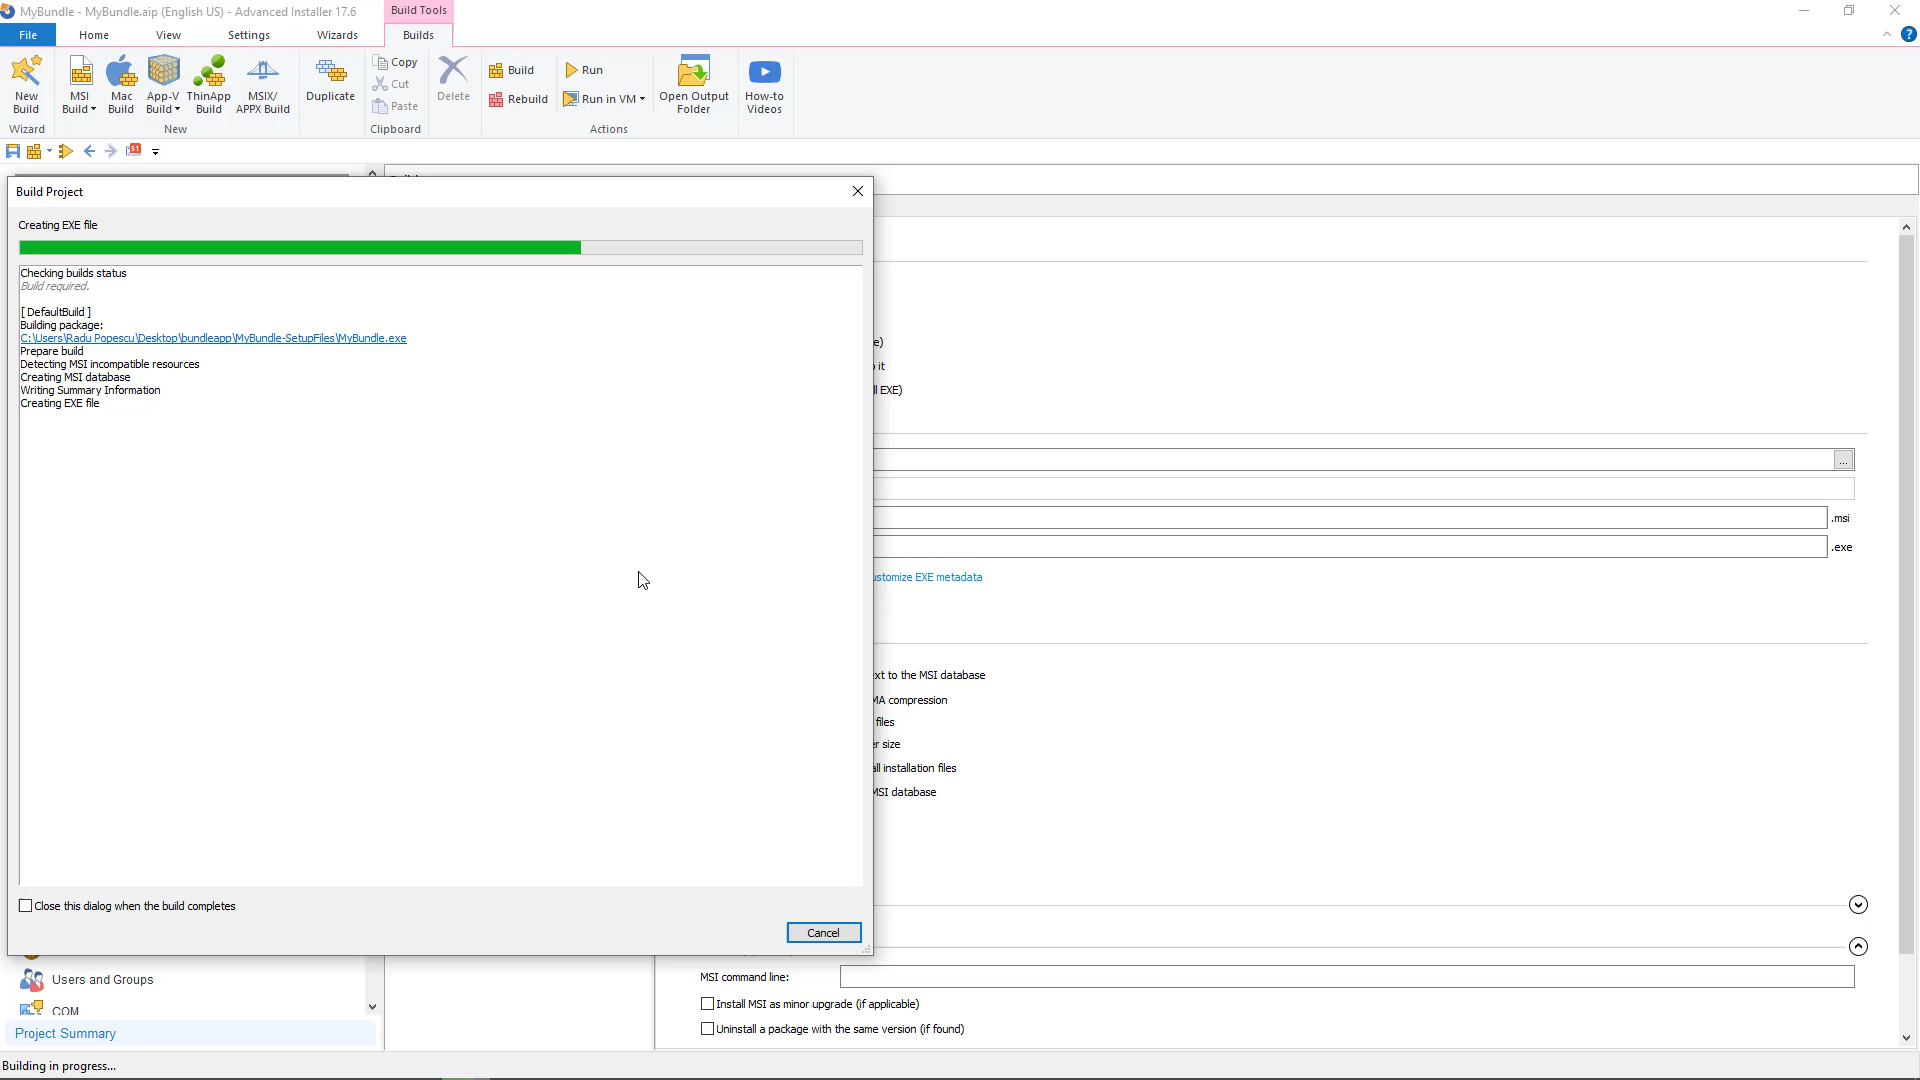 MyBundle - MyBundle.aip (English US) - Advanced Installer 17.6
Build Tools
File
Home
View
Settings
Wizards
Builds
New Build
MSI Build
Mac Build
App-V Build
ThinApp Build
MSIX/ APPX Build
Duplicate
Copy
Cut
Paste
Delete
Build
Rebuild
Run
Run in VM
Open Output Folder
How-to Videos
Wizard
New
Clipboard
Actions
Build Project
Creating EXE file
Checking builds status
Build required.
[ DefaultBuild ]
Building package:
C:\Users\Radu Popescu\Desktop\bundleapp\MyBundle-SetupFiles\MyBundle.exe
Prepare build
Detecting MSI incompatible resources
Creating MSI database
Writing Summary Information
Creating EXE file
Close this dialog when the build completes
Cancel
e)
it
ll EXE)
...
.msi
.exe
ustomize EXE metadata
ext to the MSI database
MA compression
files
er size
all installation files
MSI database
MSI command line:
Install MSI as minor upgrade (if applicable)
Uninstall a package with the same version (if found)
Users and Groups
COM
Project Summary
Building in progress...